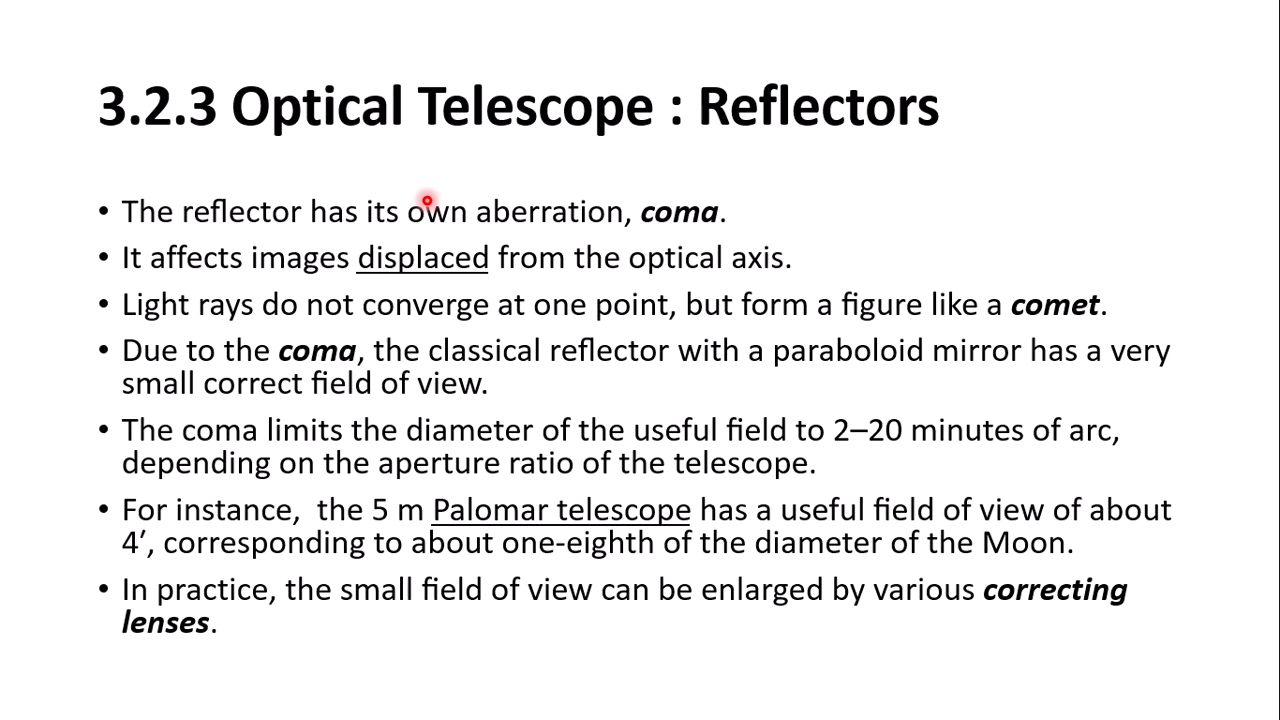 3.2.3 Optical Telescope : Reflectors
• The reflector has its own aberration, coma.
• It affects images displaced from the optical axis.
• Light rays do not converge at one point, but form a figure like a comet.
• Due to the coma, the classical reflector with a paraboloid mirror has a very
small correct field of view.
• The coma limits the diameter of the useful field to 2–20 minutes of arc,
depending on the aperture ratio of the telescope.
• For instance,  the 5 m Palomar telescope has a useful field of view of about
4′, corresponding to about one-eighth of the diameter of the Moon.
• In practice, the small field of view can be enlarged by various correcting
lenses.